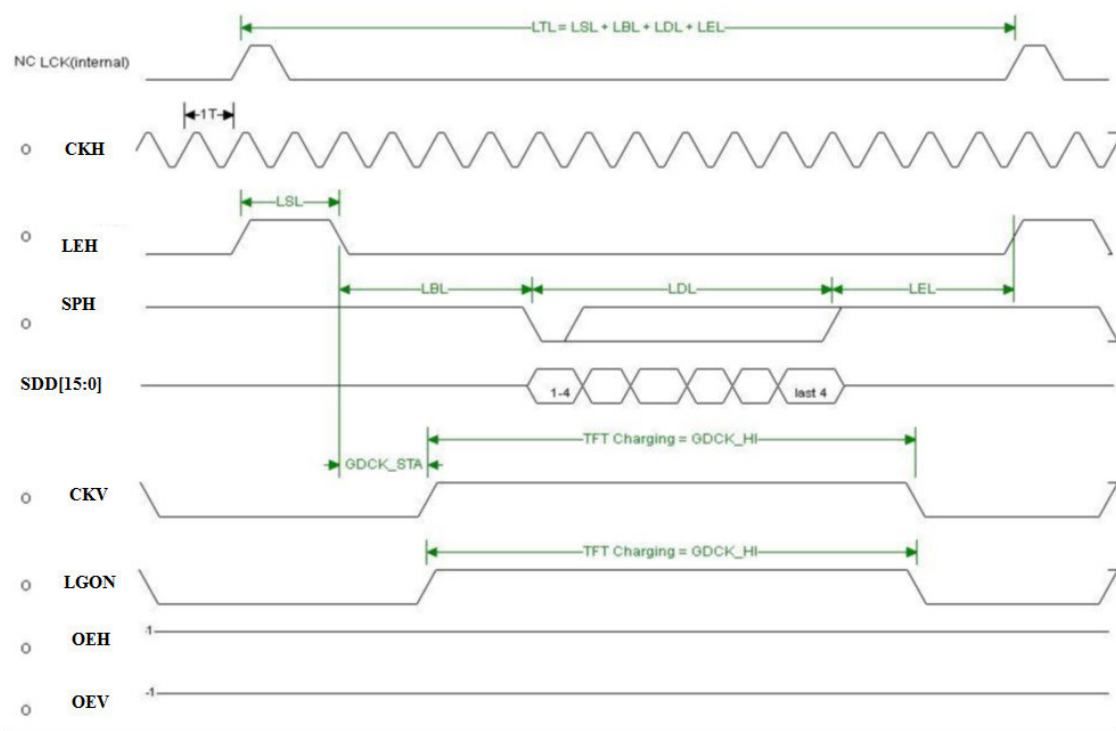 LTL = LSL + LBL + LDL + LEL
NC LCK(internal)
1T
CKH
LSL
LEH
LBL
LDL
LEL
SPH
SDD[15:0]
1-4
last 4
TFT Charging = GDCK_HI
GDCK_STA
CKV
TFT Charging = GDCK_HI
LGON
-1
OEH
-1
OEV